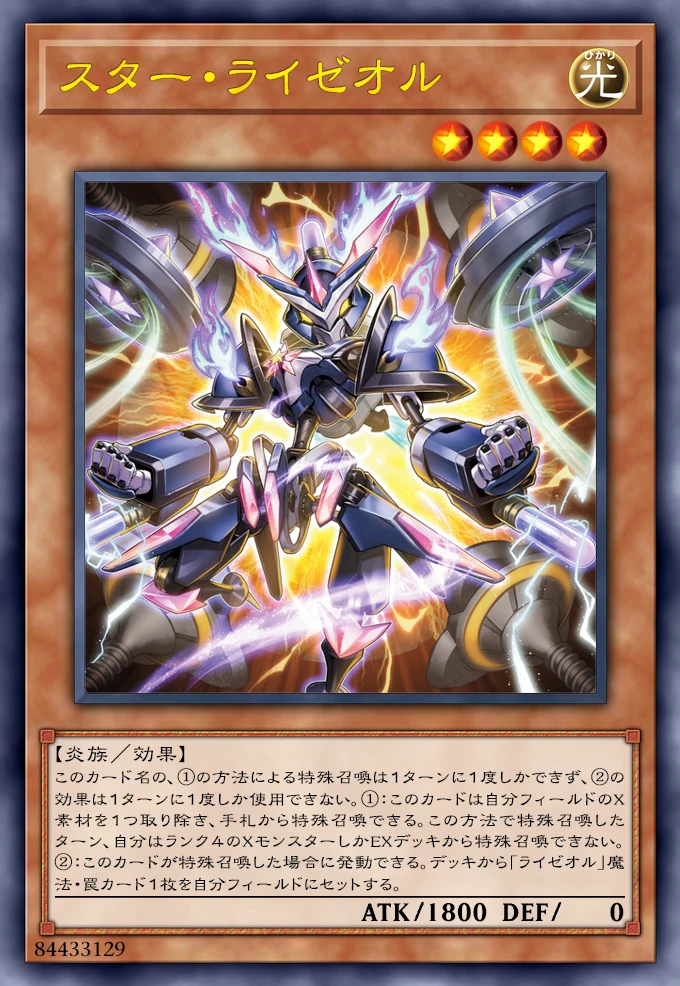 スター・ライゼオル
ひかり
光
【炎族／効果】
このカード名の、①の方法による特殊召喚は1ターンに1度しかできず、②の
効果は1ターンに1度しか使用できない。①：このカードは自分フィールドのX
素材を1つ取り除き、手札から特殊召喚できる。この方法で特殊召喚した
ターン、自分はランク4のXモンスターしかEXデッキから特殊召喚できない。
②：このカードが特殊召喚した場合に発動できる。デッキから「ライゼオル」魔
法・罠カード1枚を自分フィールドにセットする。
ATK/1800 DEF/ 0
84433129